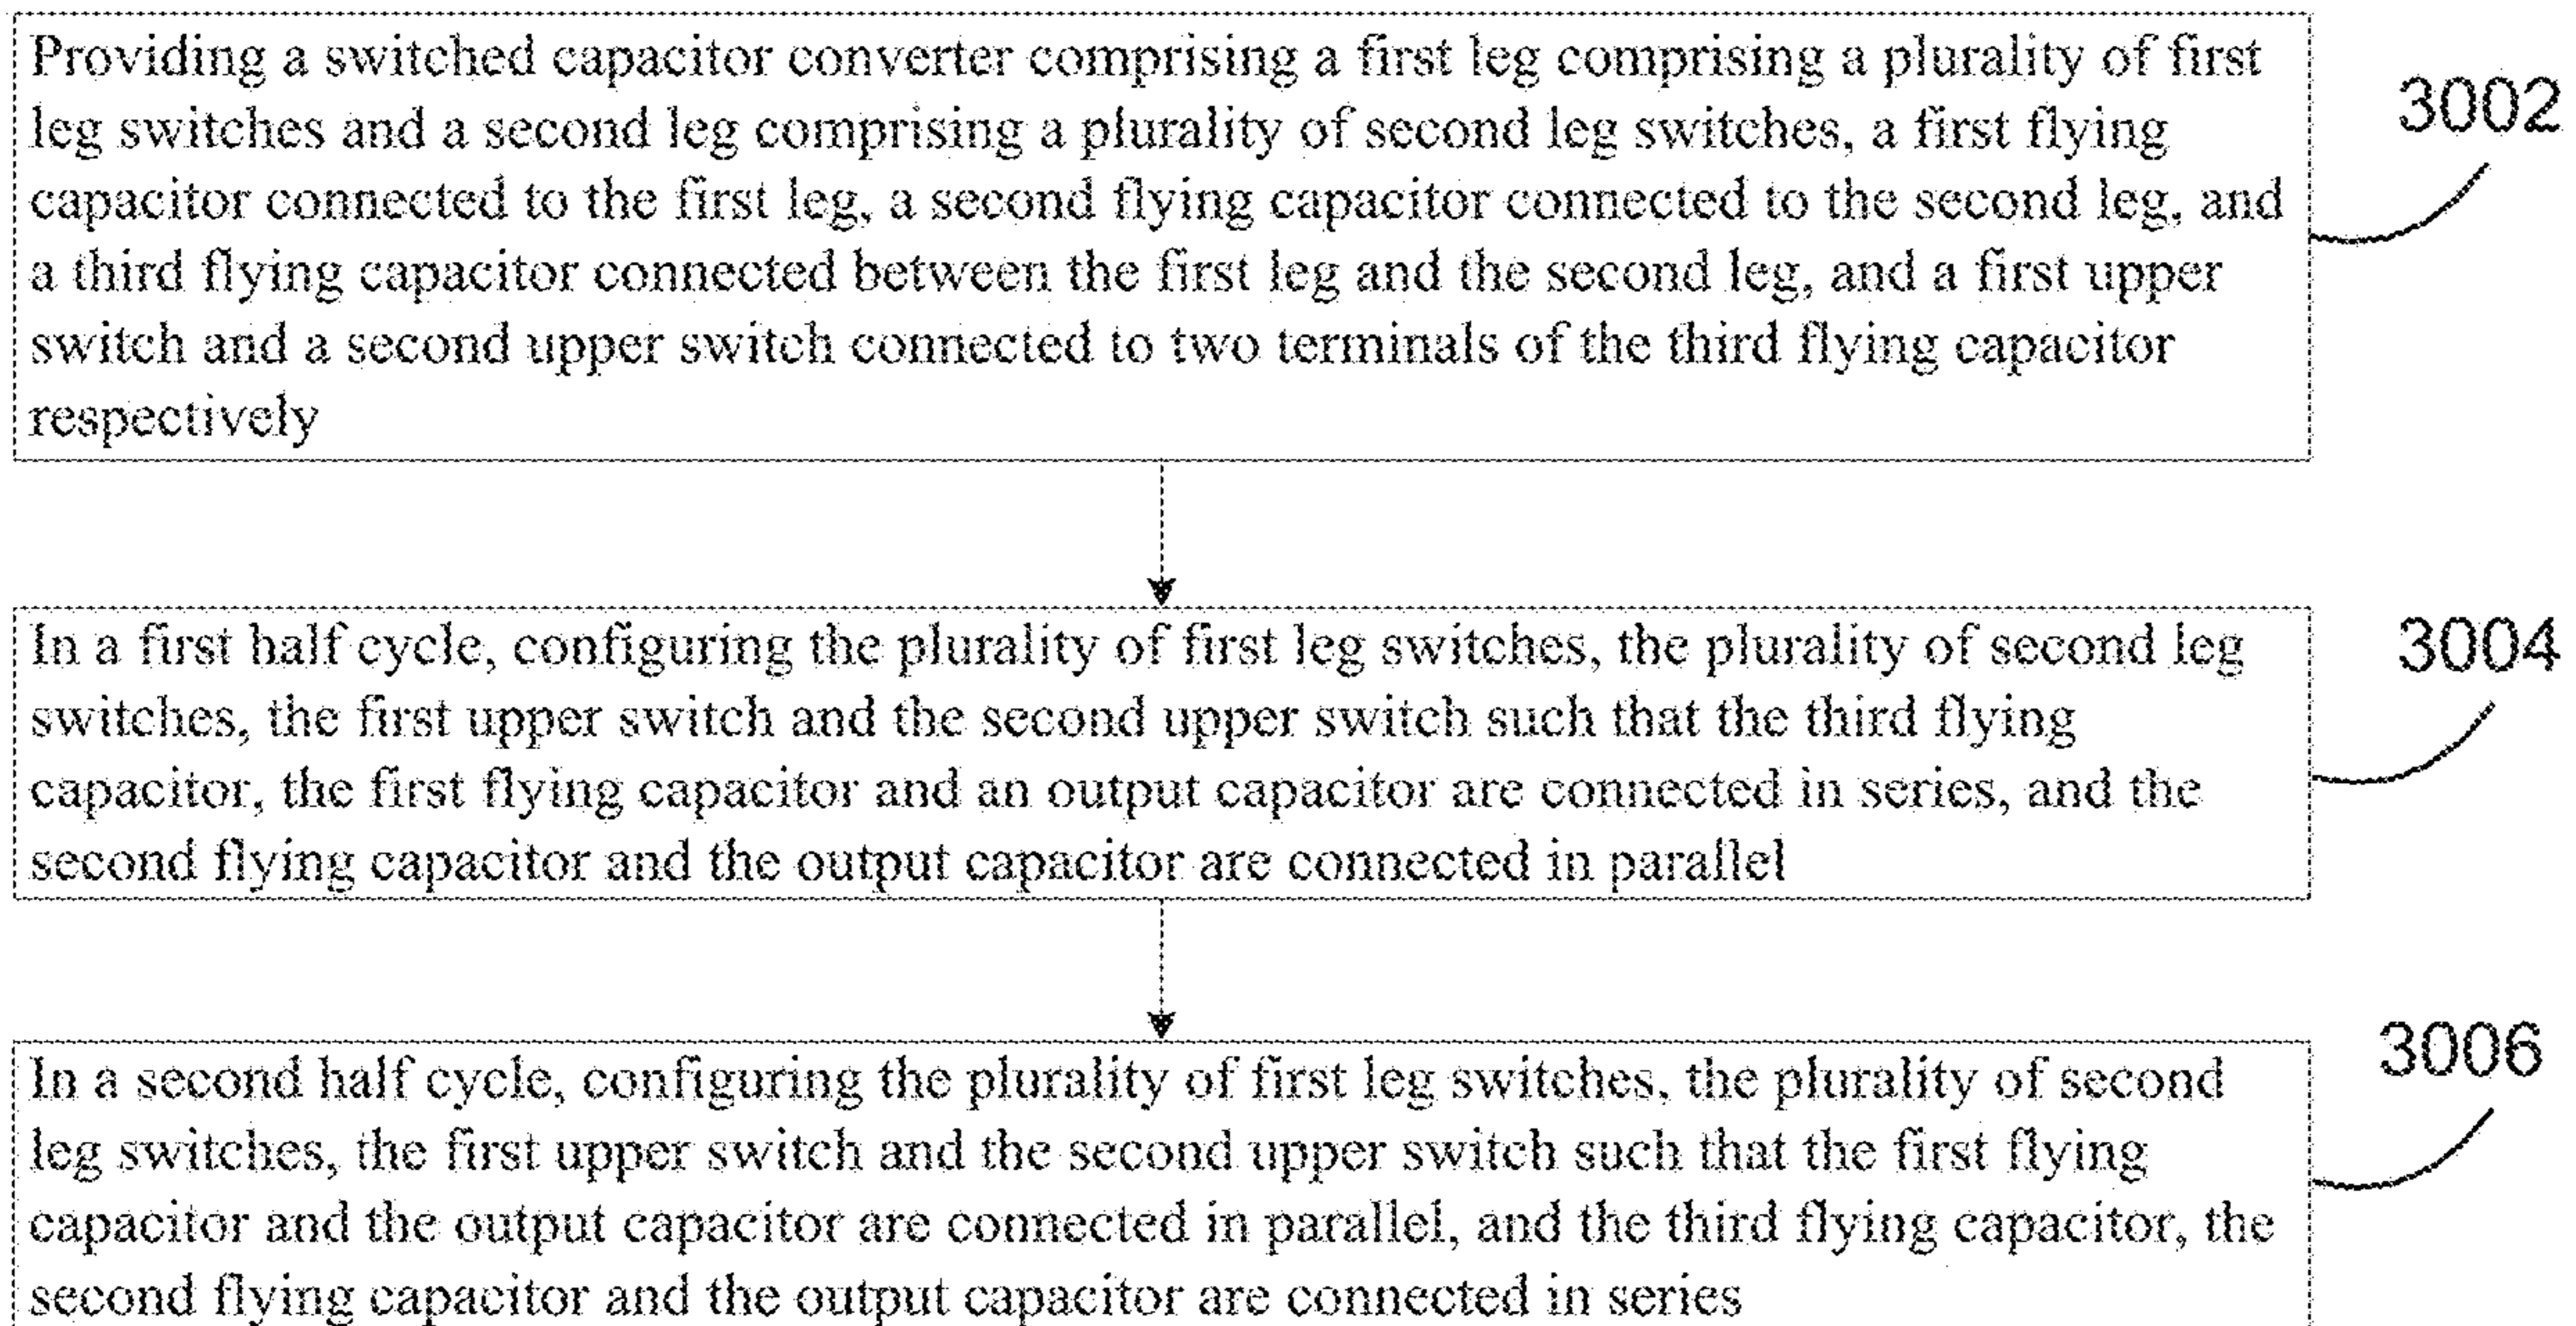 Providing a switched capacitor converter comprising a first leg comprising a plurality of first
leg switches and a second leg comprising a plurality of second leg switches, a first flying
capacitor connected to the first leg, a second flying capacitor connected to the second leg, and
a third flying capacitor connected between the first leg and the second leg, and a first upper
switch and a second upper switch connected to two terminals of the third flying capacitor
respectively
3002
In a first half cycle, configuring the plurality of first leg switches, the plurality of second leg
switches, the first upper switch and the second upper switch such that the third flying
capacitor, the first flying capacitor and an output capacitor are connected in series, and the
second flying capacitor and the output capacitor are connected in parallel
3004
In a second half cycle, configuring the plurality of first leg switches, the plurality of second
leg switches, the first upper switch and the second upper switch such that the first flying
capacitor and the output capacitor are connected in parallel, and the third flying capacitor, the
second flying capacitor and the output capacitor are connected in series
3006